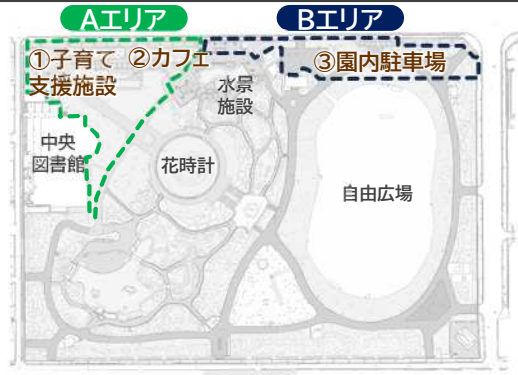 Aエリア
Bエリア
①子育て
支援施設
②カフェ
③園内駐車場
水景
施設
中央
図書館
花時計
自由広場